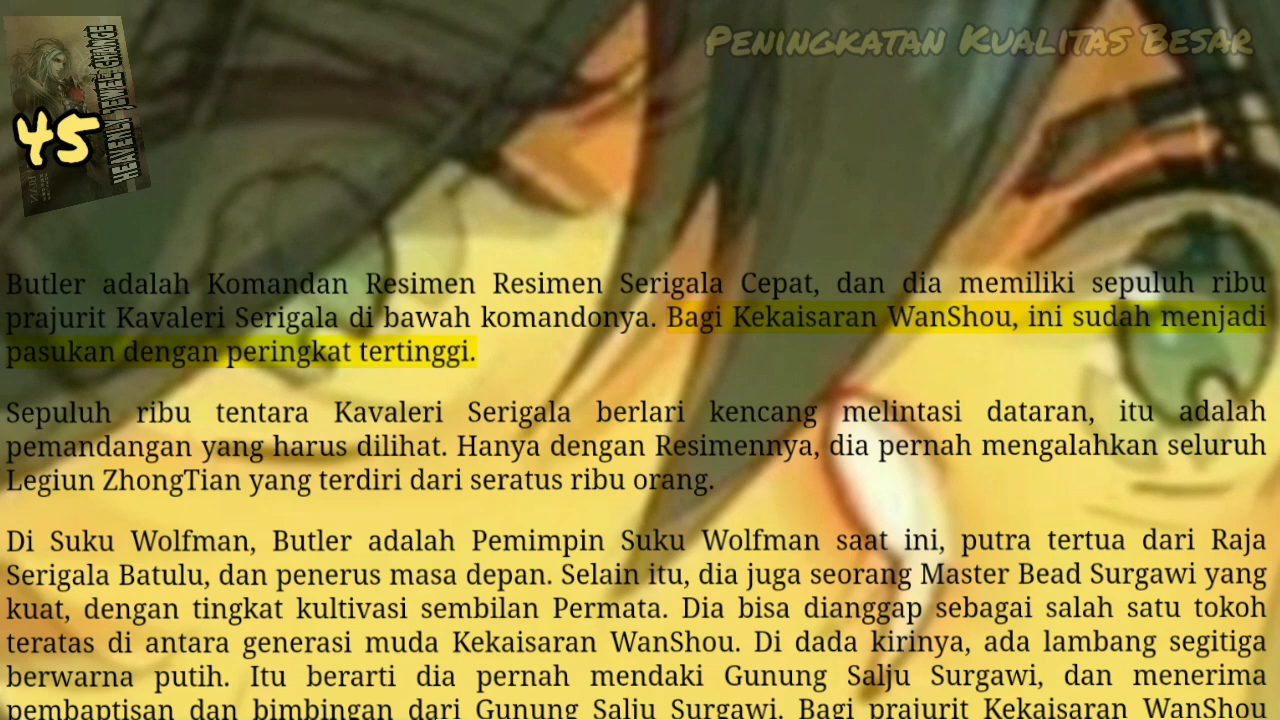 Peningkatan Kualitas Besar
45
HEAVENLY JEWEL CHANGE
Butler adalah Komandan Resimen Resimen Serigala Cepat, dan dia memiliki sepuluh ribu
prajurit Kavaleri Serigala di bawah komandonya. Bagi Kekaisaran WanShou, ini sudah menjadi
pasukan dengan peringkat tertinggi.
Sepuluh ribu tentara Kavaleri Serigala berlari kencang melintasi dataran, itu adalah
pemandangan yang harus dilihat. Hanya dengan Resimennya, dia pernah mengalahkan seluruh
Legiun ZhongTian yang terdiri dari seratus ribu orang.
Di Suku Wolfman, Butler adalah Pemimpin Suku Wolfman saat ini, putra tertua dari Raja
Serigala Batulu, dan penerus masa depan. Selain itu, dia juga seorang Master Bead Surgawi yang
kuat, dengan tingkat kultivasi sembilan Permata. Dia bisa dianggap sebagai salah satu tokoh
teratas di antara generasi muda Kekaisaran WanShou. Di dada kirinya, ada lambang segitiga
berwarna putih. Itu berarti dia pernah mendaki Gunung Salju Surgawi, dan menerima
pembaptisan dan bimbingan dari Gunung Salju Surgawi. Bagi prajurit Kekaisaran WanShou